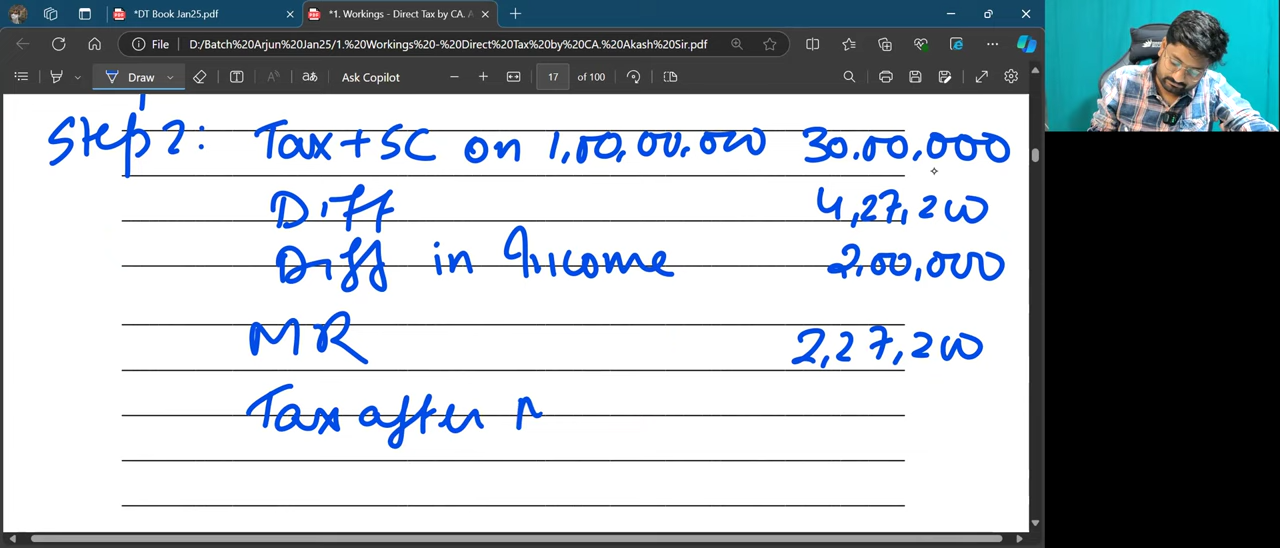 *DT Book Jan25.pdf
*1. Workings - Direct Tax by CA. A
File D:/Batch%20Arjun%20Jan25/1.%20Workings%20-%20Direct%20Tax%20by%20CA.%20Akash%20Sir.pdf
Draw Ask Copilot 17 of 100
Step 2: Tax + SC on 1,00,00,000 30,00,000
Diff 4,27,200
Diff in Income 2,00,000
MR 2,27,200
Tax after